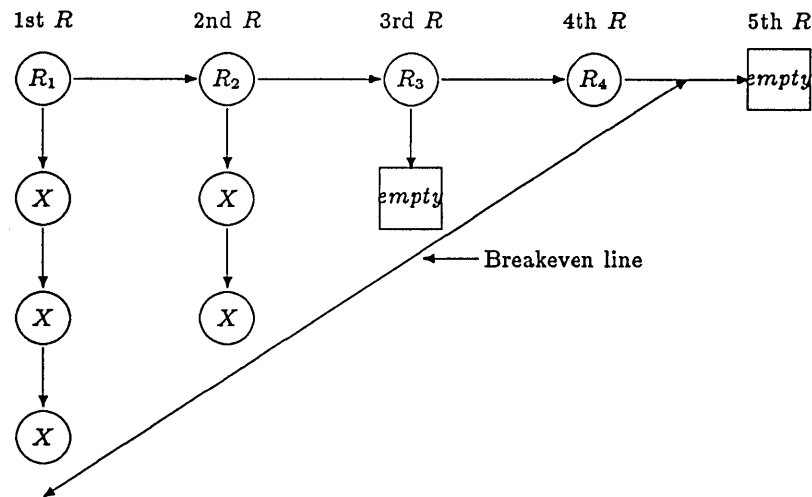 1st R 2nd R 3rd R 4th R 5th R
R₁ R₂ R₃ R₄ empty
X X empty
Breakeven line
X X
X